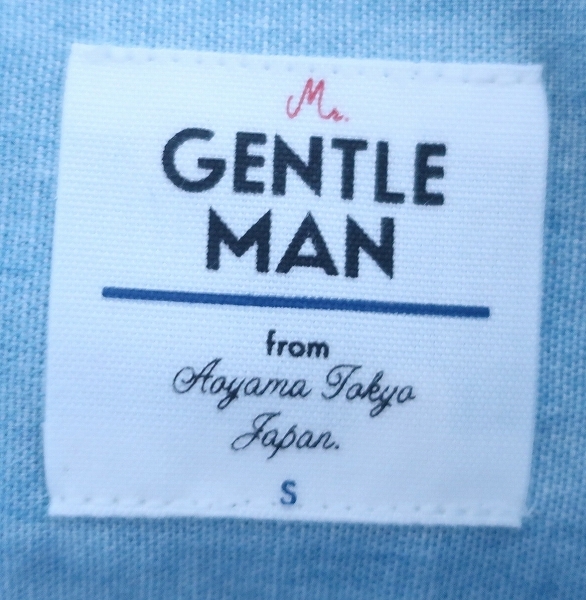 Mr.
GENTLE
MAN
from
Aoyama Tokyo
Japan.
S